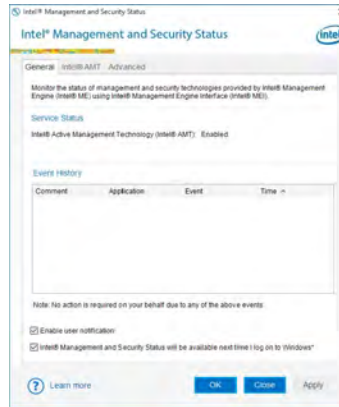 Intel® Management and Security Status
Intel® Management and Security Status
intel
General Intel® AMT Advanced
Monitor the status of management and security technologies provided by Intel® Management
Engine (Intel® ME) using Intel® Management Engine Interface (Intel® MEI).
Service Status
Intel® Active Management Technology (Intel® AMT): Enabled
Event History
Comment Application Event Time
Note: No action is required on your behalf due to any of the above events.
Enable user notification
Intel® Management and Security Status will be available next time I log on to Windows*
? Learn more OK Close Apply